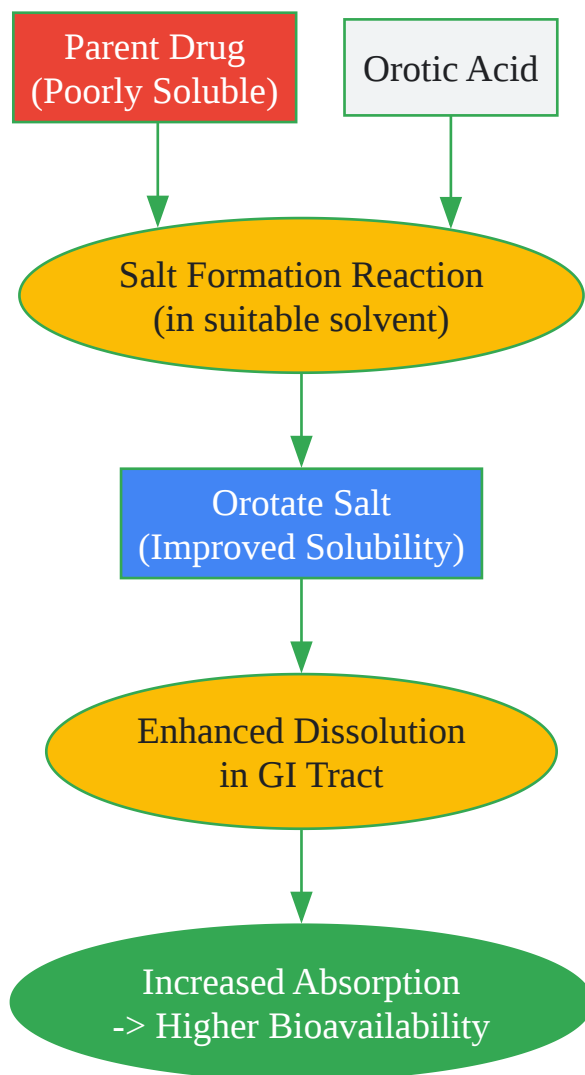 Parent Drug
(Poorly Soluble)
Orotic Acid
Salt Formation Reaction
(in suitable solvent)
Orotate Salt
(Improved Solubility)
Enhanced Dissolution
in GI Tract
Increased Absorption
-> Higher Bioavailability